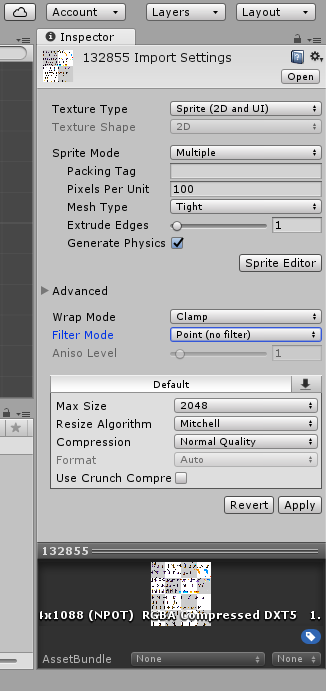 Account Layers Layout
Inspector
132855 Import Settings
Open
Texture Type Sprite (2D and UI)
Texture Shape 2D
Sprite Mode Multiple
Packing Tag
Pixels Per Unit 100
Mesh Type Tight
Extrude Edges 1
Generate Physics
Sprite Editor
Advanced
Wrap Mode Clamp
Filter Mode Point (no filter)
Aniso Level 1
Default
Max Size 2048
Resize Algorithm Mitchell
Compression Normal Quality
Format Auto
Use Crunch Compre
Revert Apply
132855
x1088 (NPOT) RGBA Compressed DXT5 1.
AssetBundle None None